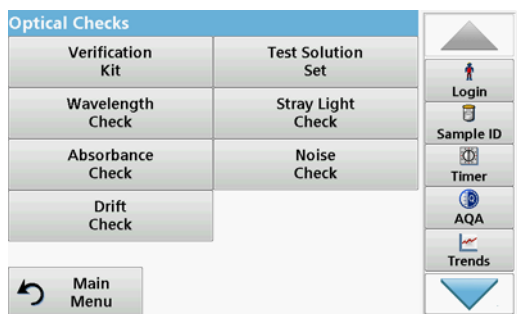 Optical Checks
Verification
Kit
Test Solution
Set
Wavelength
Check
Stray Light
Check
Absorbance
Check
Noise
Check
Drift
Check
Main
Menu
Login
Sample ID
Timer
AQA
Trends